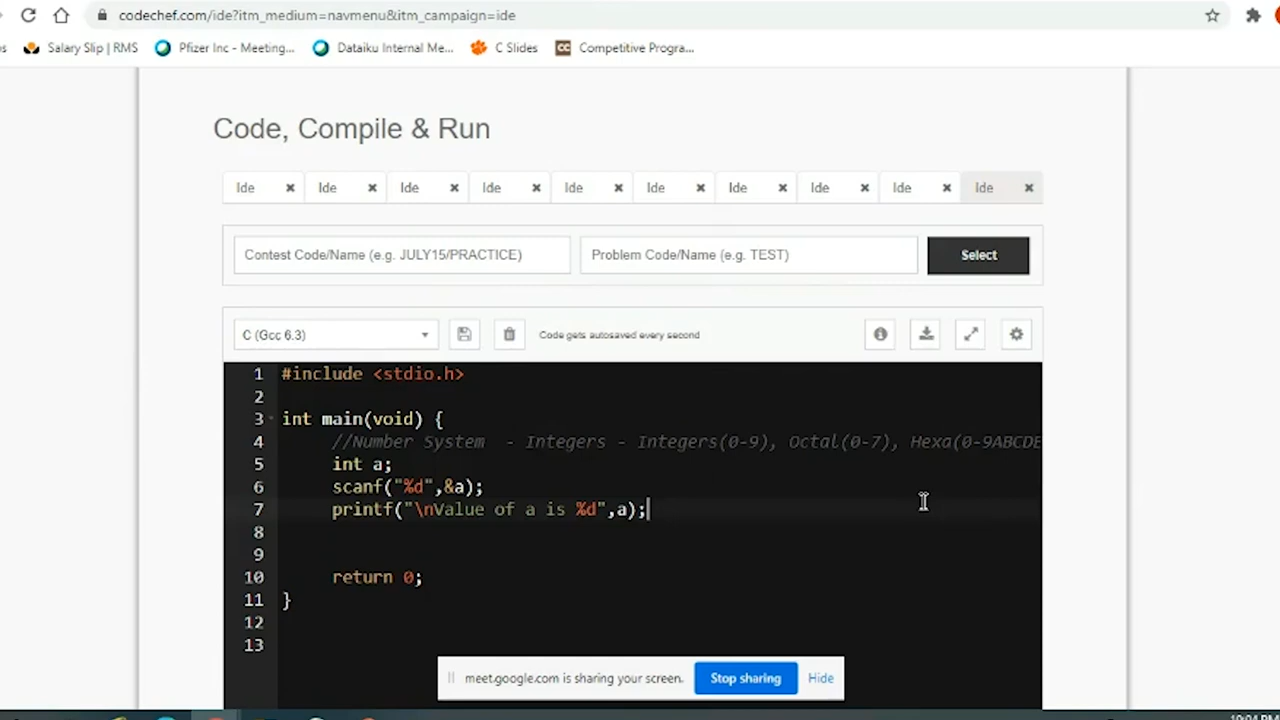 codechef.com/ide?itm_medium=navmenu&itm_campaign=ide
Salary Slip | RMS Pfizer Inc - Meeting... Dataiku Internal Me... C Slides CC Competitive Progra...
Code, Compile & Run
Ide Ide Ide Ide Ide Ide Ide Ide Ide Ide
Contest Code/Name (e.g. JULY15/PRACTICE) Problem Code/Name (e.g. TEST) Select
C (Gcc 6.3) Code gets autosaved every second
1 #include <stdio.h>
2
3 int main(void) {
4 //Number System - Integers - Integers(0-9), Octal(0-7), Hexa(0-9ABCDE
5 int a;
6 scanf("%d",&a);
7 printf("\nValue of a is %d",a);
8
9
10 return 0;
11 }
12
13
meet.google.com is sharing your screen. Stop sharing Hide